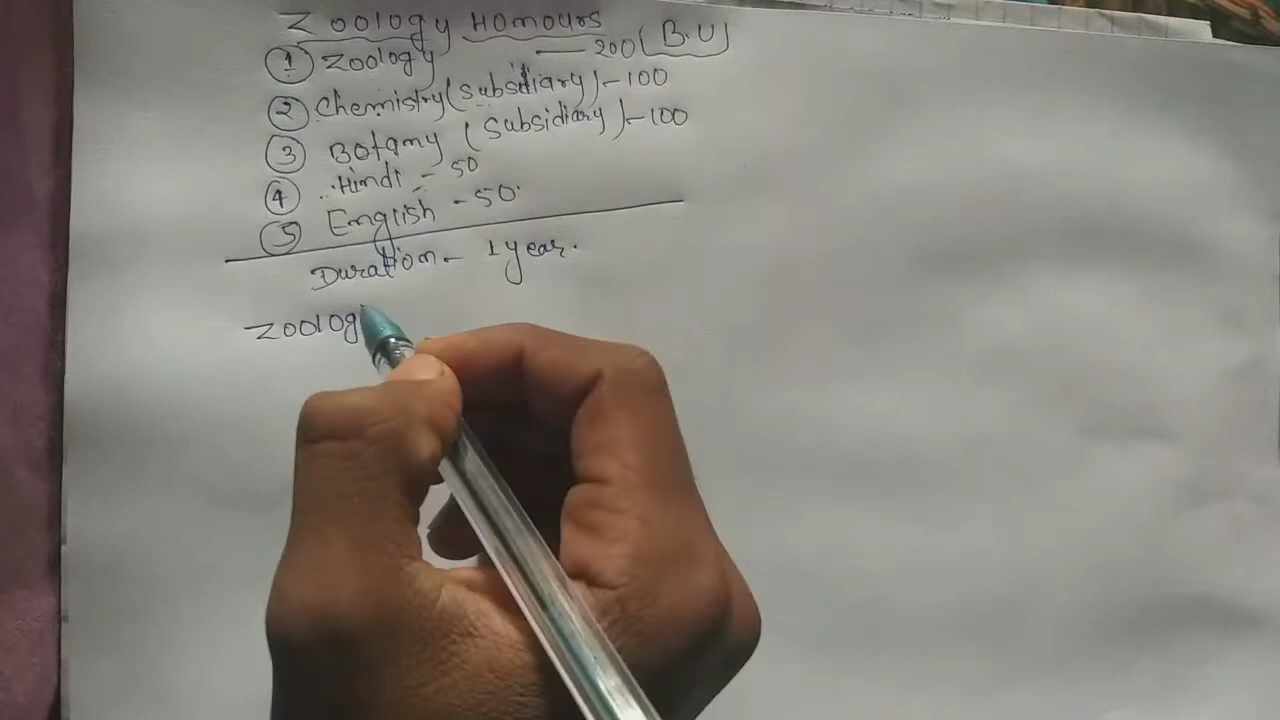 Zoology Honours
① Zoology — 200 (B.U)
② Chemistry (subsidiary) - 100
③ Botany (Subsidiary) - 100
④ Hindi - 50
⑤ English - 50.
Duration - 1 year.
Zoolog